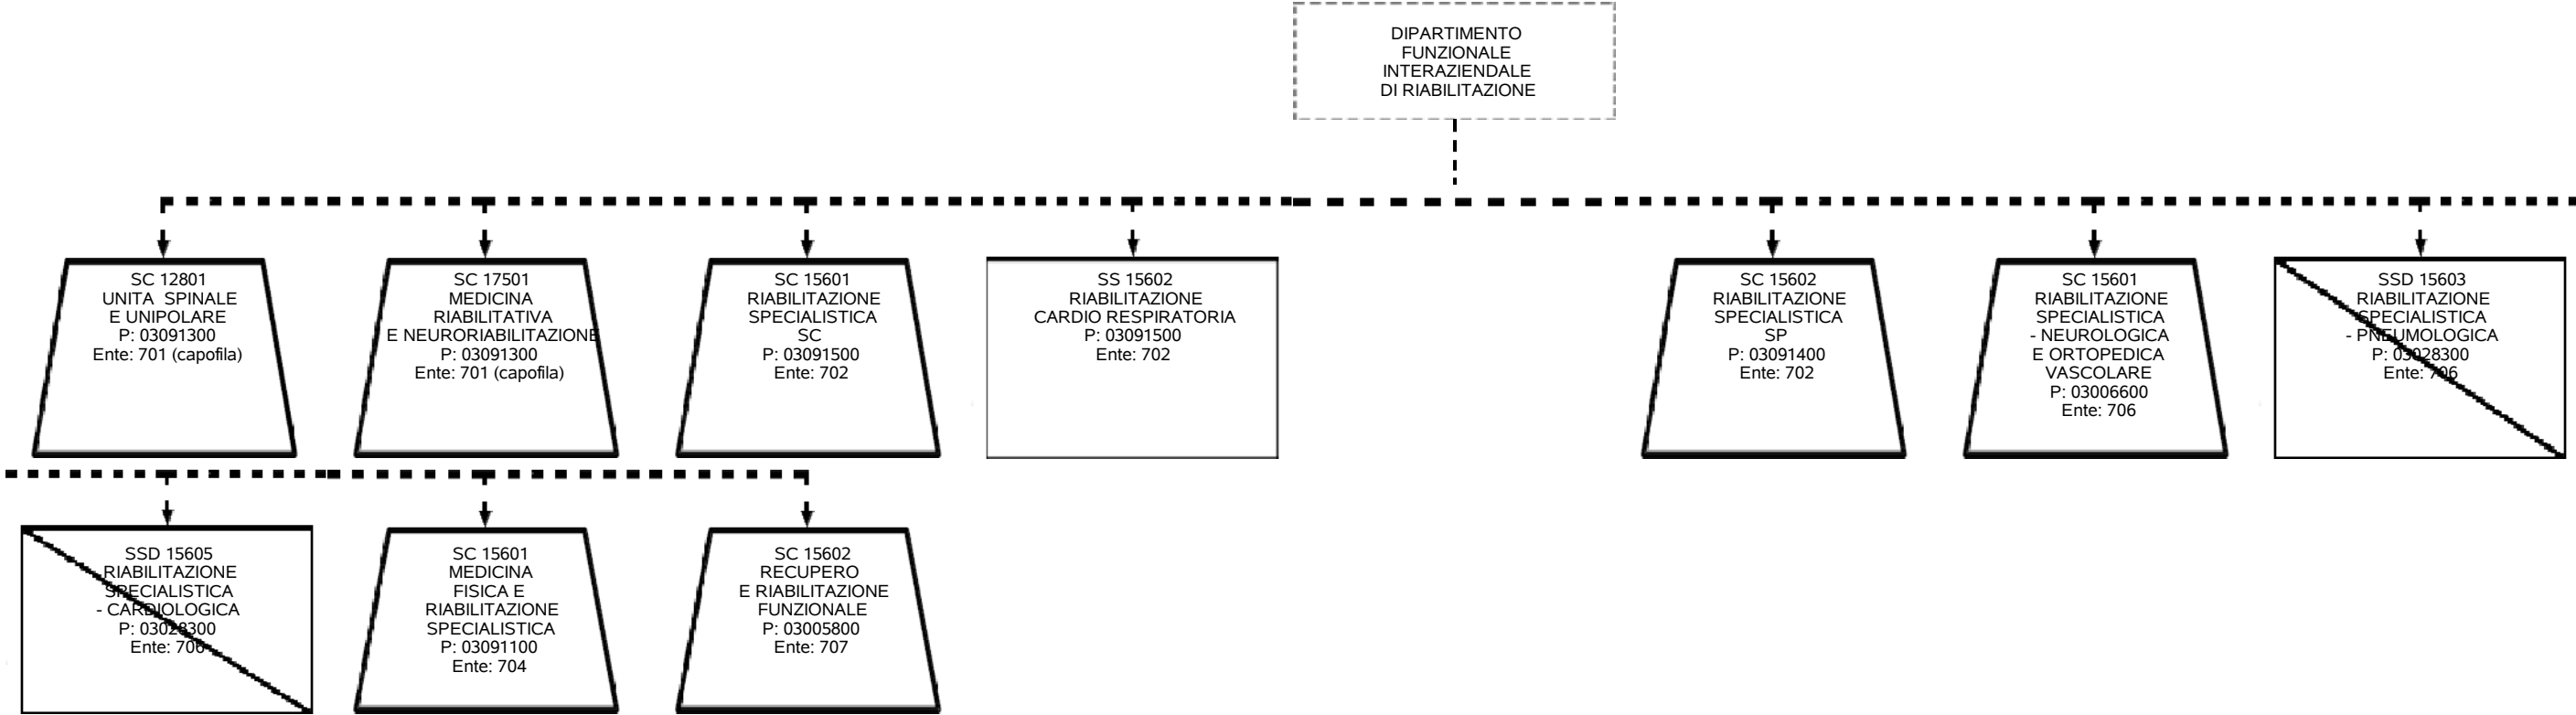 DIPARTIMENTO
FUNZIONALE
INTERAZIENDALE
DI RIABILITAZIONE
SC 12801
UNITA  SPINALE
E UNIPOLARE
P: 03091300
Ente: 701 (capofila)
SC 17501
MEDICINA
RIABILITATIVA
E NEURORIABILITAZIONE
P: 03091300
Ente: 701 (capofila)
SC 15601
RIABILITAZIONE
SPECIALISTICA
SC
P: 03091500
Ente: 702
SS 15602
RIABILITAZIONE
CARDIO RESPIRATORIA
P: 03091500
Ente: 702
SC 15602
RIABILITAZIONE
SPECIALISTICA
SP
P: 03091400
Ente: 702
SC 15601
RIABILITAZIONE
SPECIALISTICA
- NEUROLOGICA
E ORTOPEDICA
VASCOLARE
P: 03006600
Ente: 706
SSD 15603
RIABILITAZIONE
SPECIALISTICA
- PNEUMOLOGICA
P: 03028300
Ente: 706
SSD 15605
RIABILITAZIONE
SPECIALISTICA
- CARDIOLOGICA
P: 03028300
Ente: 706
SC 15601
MEDICINA
FISICA E
RIABILITAZIONE
SPECIALISTICA
P: 03091100
Ente: 704
SC 15602
RECUPERO
E RIABILITAZIONE
FUNZIONALE
P: 03005800
Ente: 707